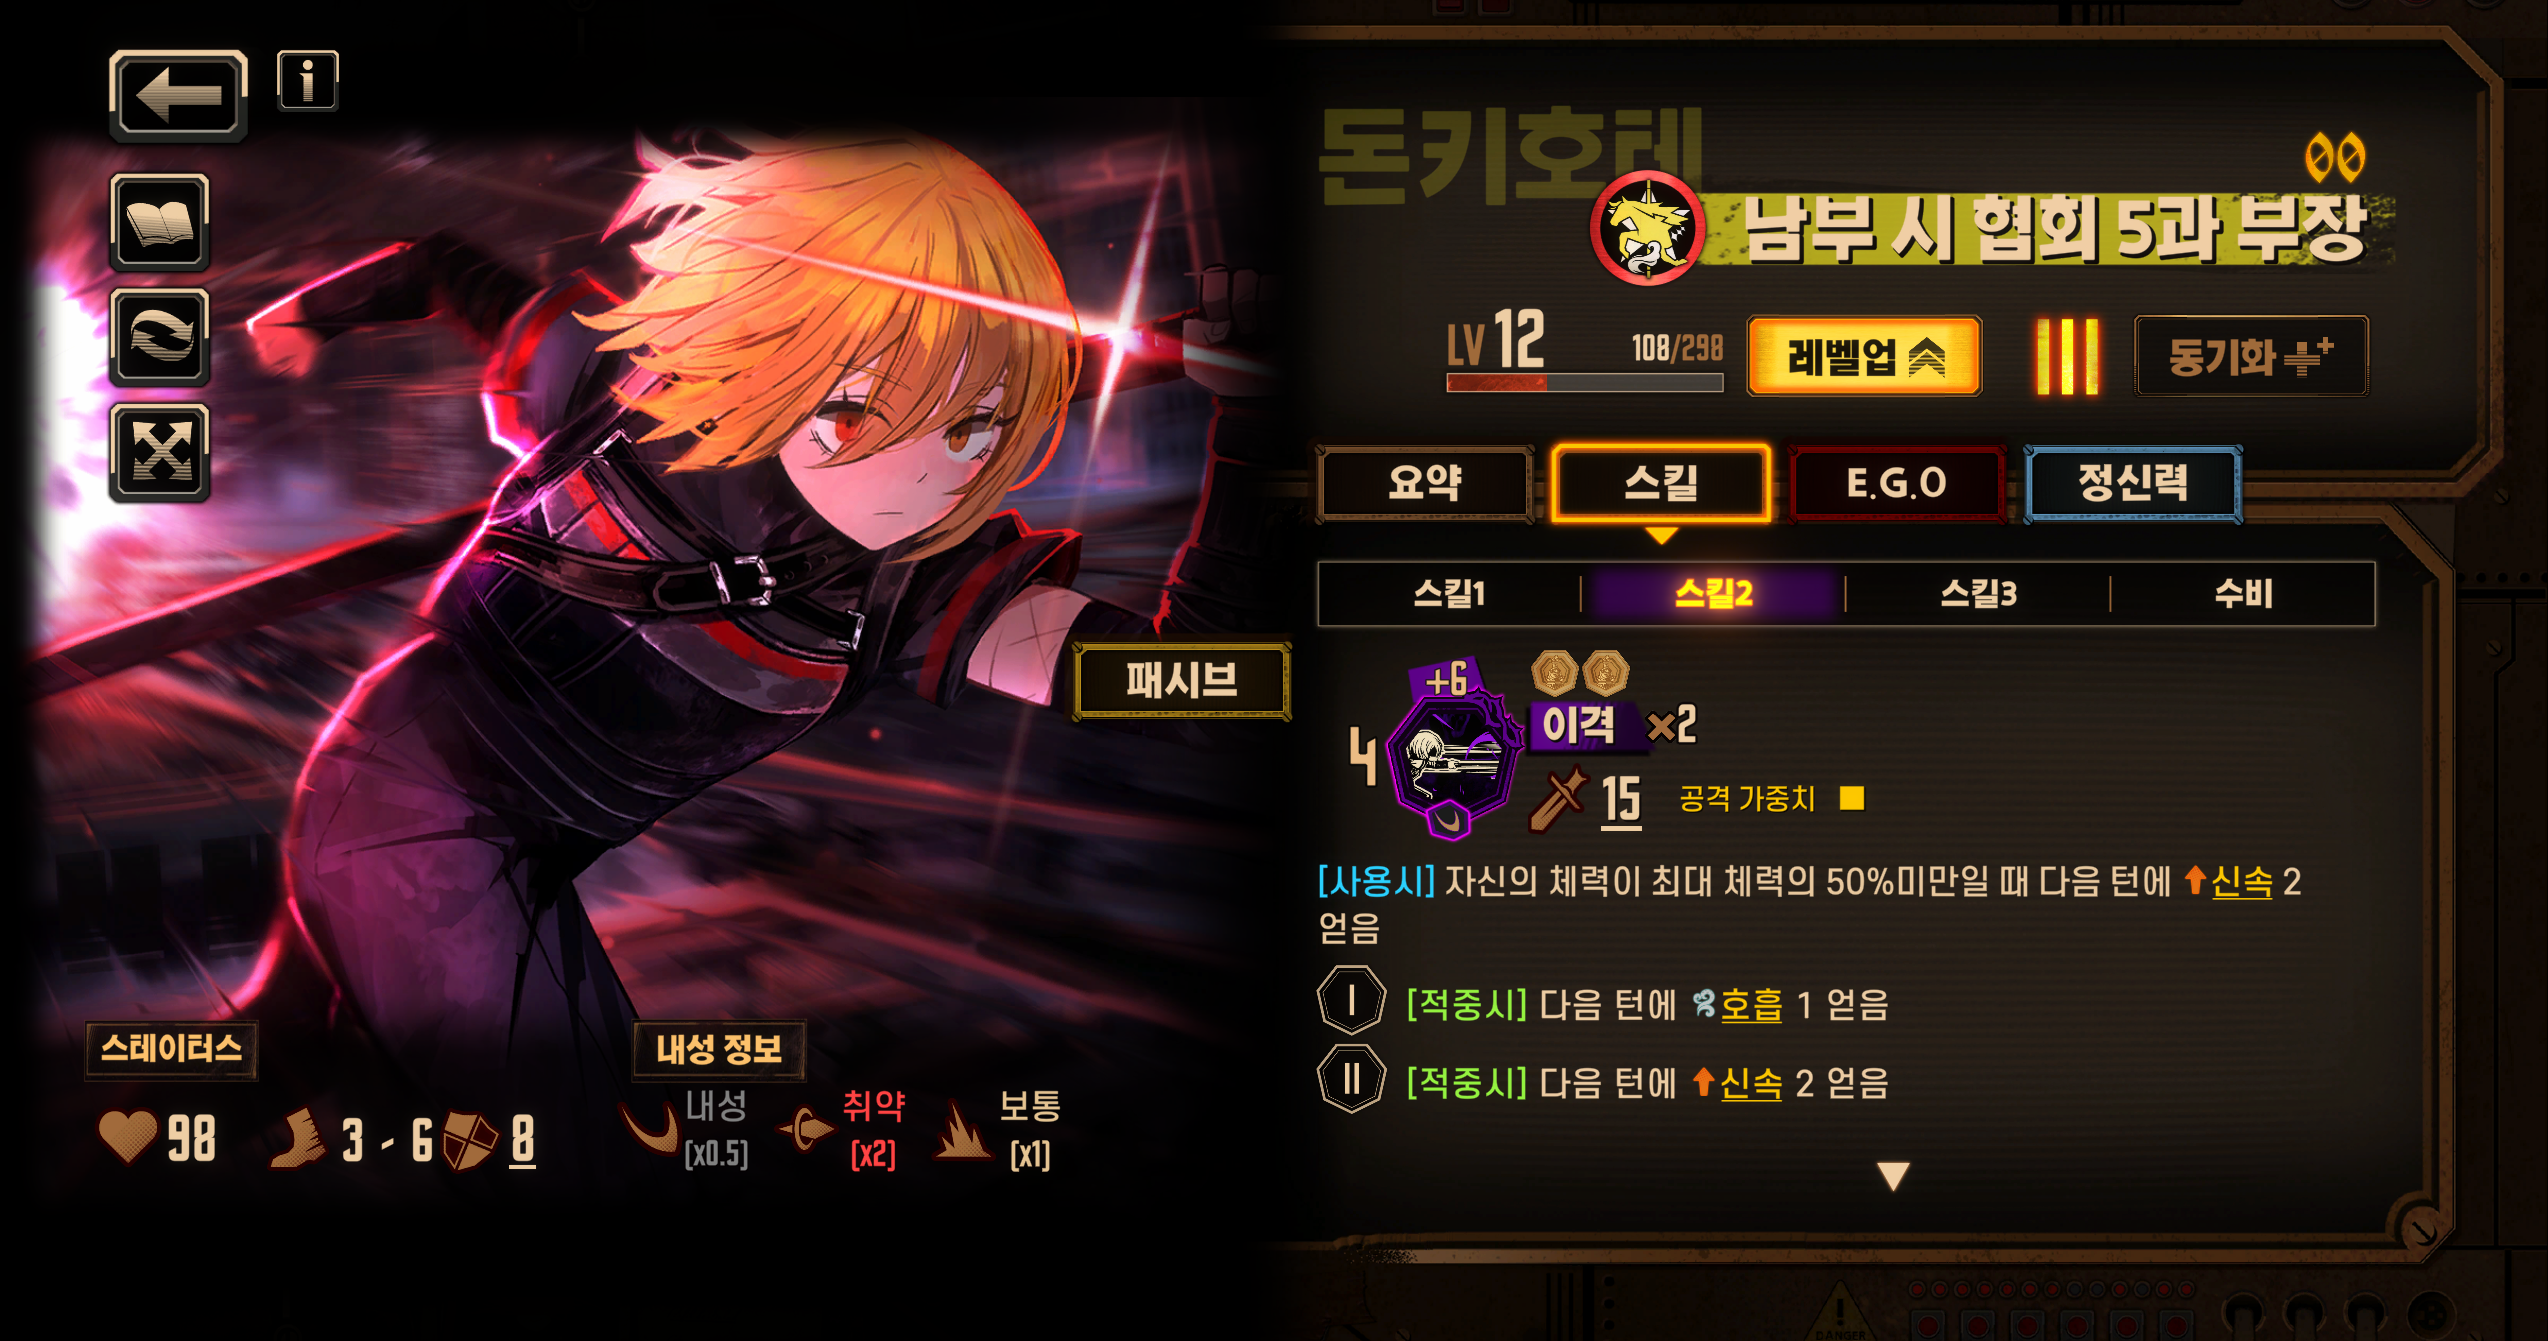 돈키호테
남부 시 협회 5과 부장
LV 12
108/298
레벨업
동기화
요약
스킬
E.G.O
정신력
스킬1
스킬2
스킬3
수비
패시브
+6
4
이격 ×2
15
공격 가중치
[사용시] 자신의 체력이 최대 체력의 50%미만일 때 다음 턴에 신속 2
얻음
I [적중시] 다음 턴에 호흡 1 얻음
II [적중시] 다음 턴에 신속 2 얻음
스테이터스
98
3 - 6
8
내성 정보
내성
[x0.5]
취약
[x2]
보통
[x1]
DANGER